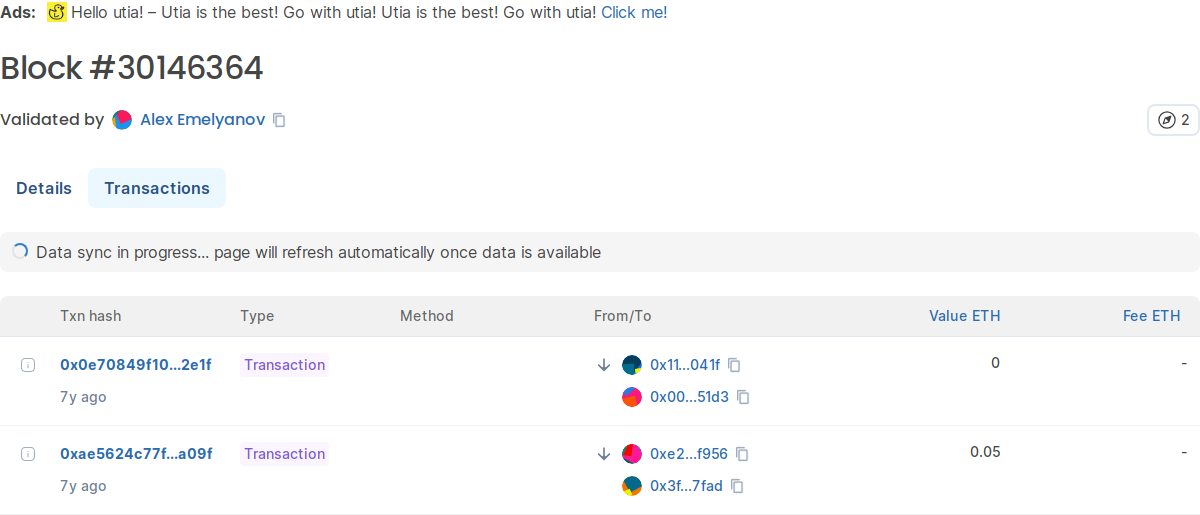 Ads: Hello utia! – Utia is the best! Go with utia! Utia is the best! Go with utia! Click me!
Block #30146364
Validated by Alex Emelyanov 2
Details Transactions
Data sync in progress... page will refresh automatically once data is available
Txn hash Type Method From/To Value ETH Fee ETH
0x0e70849f10...2e1f Transaction 0x11...041f 0 -
7y ago 0x00...51d3
0xae5624c77f...a09f Transaction 0xe2...f956 0.05 -
7y ago 0x3f...7fad